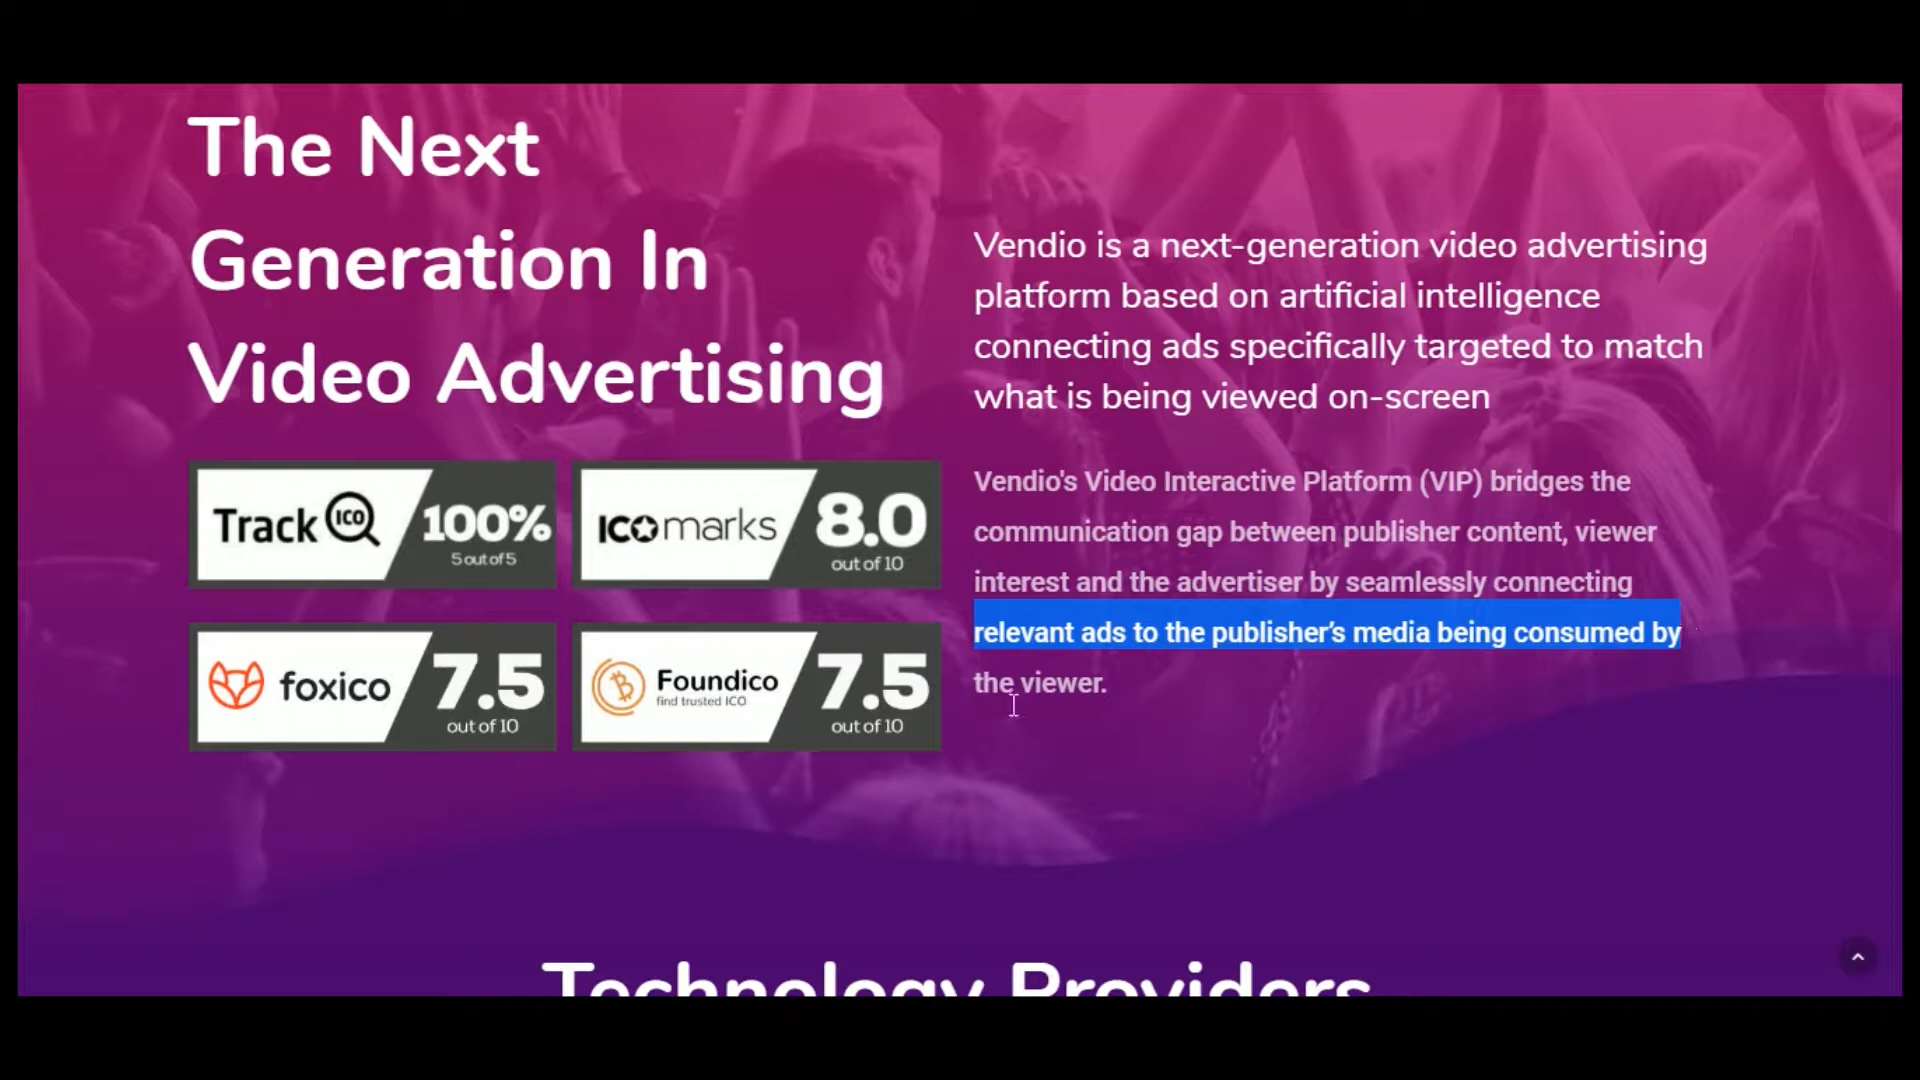 The Next
Generation In
Video Advertising
Track ICO 100%
5 out of 5
ICOmarks 8.0
out of 10
foxico 7.5
out of 10
Foundico 7.5
find trusted ICO
out of 10
Vendio is a next-generation video advertising
platform based on artificial intelligence
connecting ads specifically targeted to match
what is being viewed on-screen
Vendio's Video Interactive Platform (VIP) bridges the
communication gap between publisher content, viewer
interest and the advertiser by seamlessly connecting
relevant ads to the publisher’s media being consumed by
the viewer.
Technology Providers